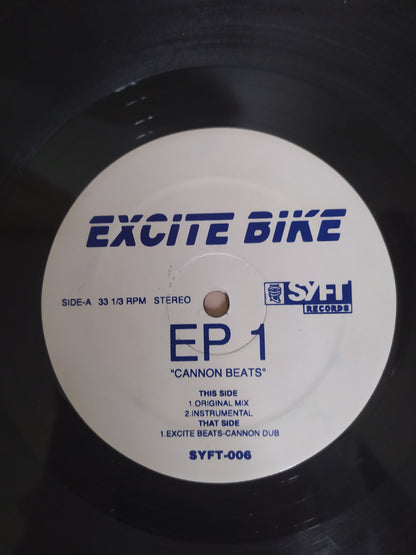 EXCITE BIKE
SIDE-A 33 1/3 RPM STEREO
SYFT
RECORDS
EP 1
"CANNON BEATS"
THIS SIDE
1.ORIGINAL MIX
2.INSTRUMENTAL
THAT SIDE
1.EXCITE BEATS-CANNON DUB
SYFT-006